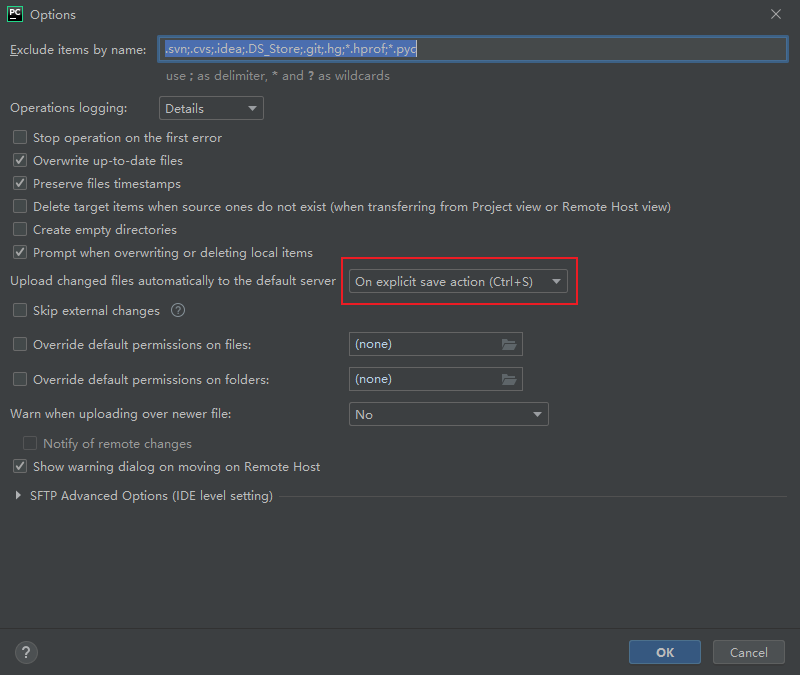 PC Options
Exclude items by name: .svn;.cvs;.idea;.DS_Store;.git;.hg;*.hprof;*.pyc
use ; as delimiter, * and ? as wildcards
Operations logging: Details
Stop operation on the first error
Overwrite up-to-date files
Preserve files timestamps
Delete target items when source ones do not exist (when transferring from Project view or Remote Host view)
Create empty directories
Prompt when overwriting or deleting local items
Upload changed files automatically to the default server On explicit save action (Ctrl+S)
Skip external changes ?
Override default permissions on files: (none)
Override default permissions on folders: (none)
Warn when uploading over newer file: No
Notify of remote changes
Show warning dialog on moving on Remote Host
SFTP Advanced Options (IDE level setting)
? OK Cancel